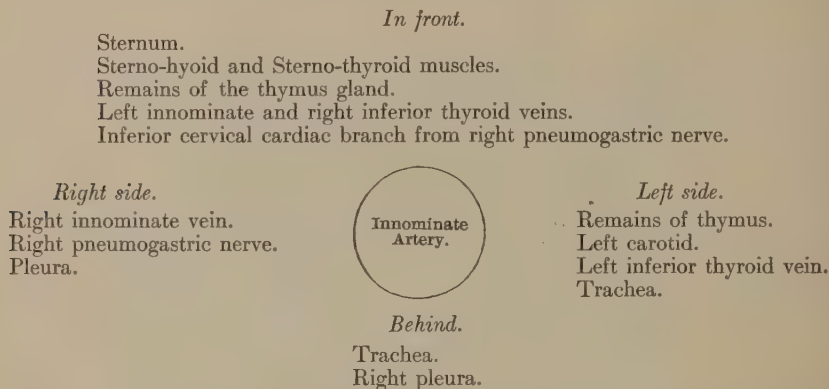 In front.
Sternum.
Sterno-hyoid and Sterno-thyroid muscles.
Remains of the thymus gland.
Left innominate and right inferior thyroid veins.
Inferior cervical cardiac branch from right pneumogastric nerve.
Right side.
Right innominate vein.
Right pneumogastric nerve.
Pleura.
Innominate
Artery.
Left side.
Remains of thymus.
Left carotid.
Left inferior thyroid vein.
Trachea.
Behind.
Trachea.
Right pleura.